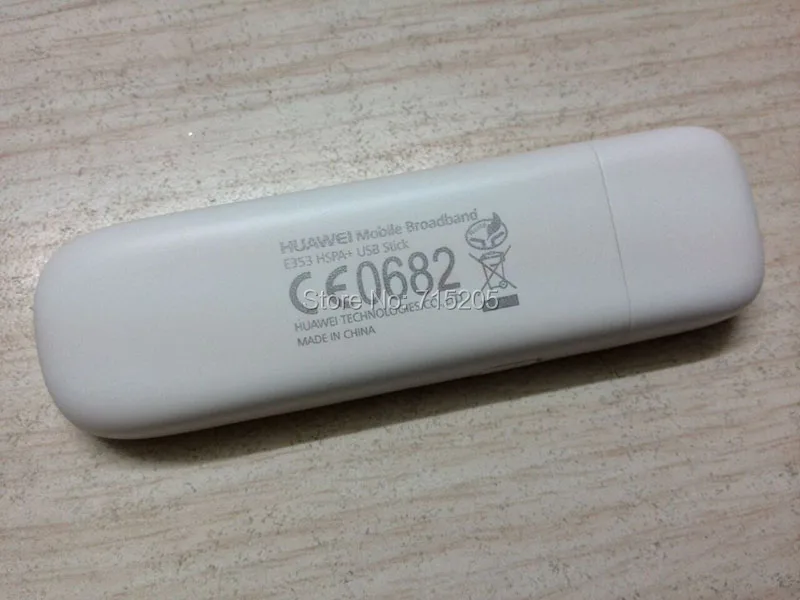 HUAWEI Mobile Broadband
E353 HSPA+ USB Stick
CE0682
Store No: 715205
HUAWEI TECHNOLOGIES CO.,
MADE IN CHINA